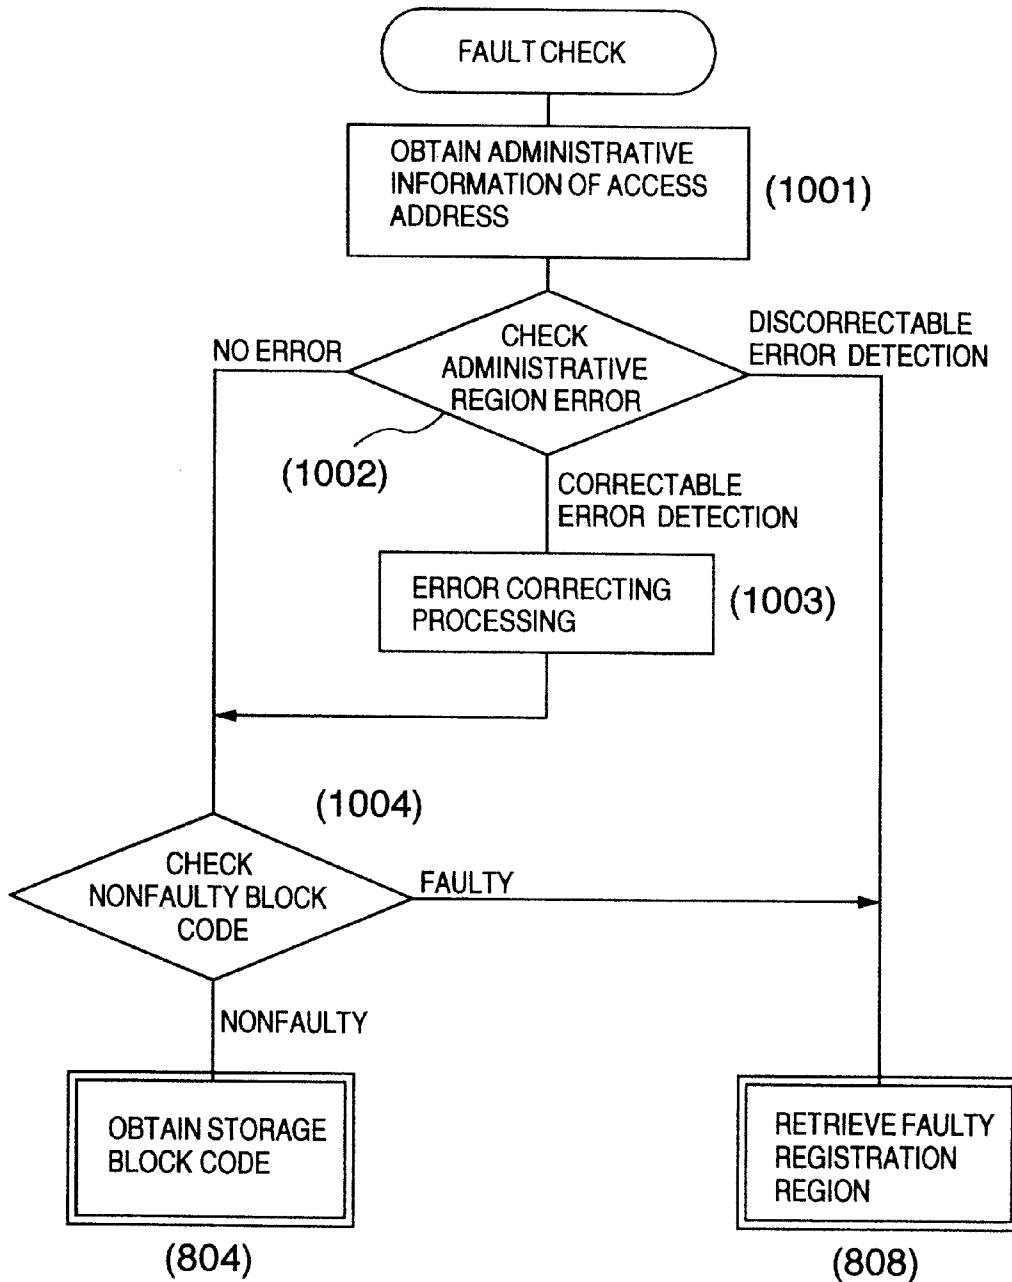 FAULT CHECK
OBTAIN ADMINISTRATIVE
INFORMATION OF ACCESS
ADDRESS
(1001)
CHECK
ADMINISTRATIVE
REGION ERROR
NO ERROR
DISCORRECTABLE
ERROR DETECTION
(1002)
CORRECTABLE
ERROR DETECTION
ERROR CORRECTING
PROCESSING
(1003)
(1004)
CHECK
NONFAULTY BLOCK
CODE
FAULTY
NONFAULTY
OBTAIN STORAGE
BLOCK CODE
(804)
RETRIEVE FAULTY
REGISTRATION
REGION
(808)